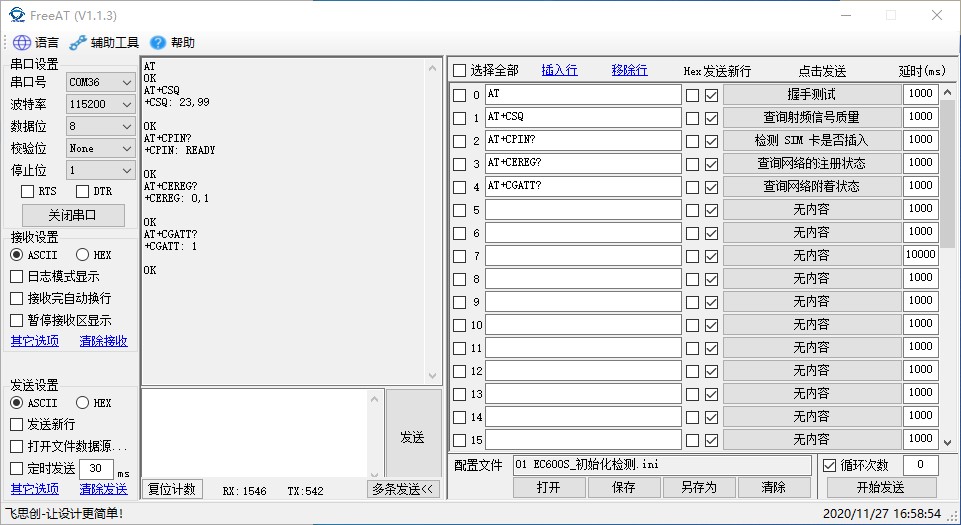 FreeAT (V1.1.3)
语言 辅助工具 帮助
串口设置
串口号 COM36
波特率 115200
数据位 8
校验位 None
停止位 1
RTS DTR
关闭串口
接收设置
ASCII HEX
日志模式显示
接收完自动换行
暂停接收区显示
其它选项 清除接收
发送设置
ASCII HEX
发送新行
打开文件数据源...
定时发送 30 ms
其它选项 清除发送
AT
OK
AT+CSQ
+CSQ: 23,99
OK
AT+CPIN?
+CPIN: READY
OK
AT+CEREG?
+CEREG: 0,1
OK
AT+CGATT?
+CGATT: 1
OK
发送
复位计数 RX:1546 TX:542 多条发送<<
选择全部 插入行 移除行 Hex 发送新行 点击发送 延时(ms)
0 AT 握手测试 1000
1 AT+CSQ 查询射频信号质量 1000
2 AT+CPIN? 检测 SIM 卡是否插入 1000
3 AT+CEREG? 查询网络的注册状态 1000
4 AT+CGATT? 查询网络附着状态 1000
5 无内容 1000
6 无内容 1000
7 无内容 10000
8 无内容 1000
9 无内容 1000
10 无内容 1000
11 无内容 1000
12 无内容 1000
13 无内容 1000
14 无内容 1000
15 无内容 1000
配置文件 01 EC600S_初始化检测.ini 循环次数 0
打开 保存 另存为 清除 开始发送
飞思创-让设计更简单! 2020/11/27 16:58:54